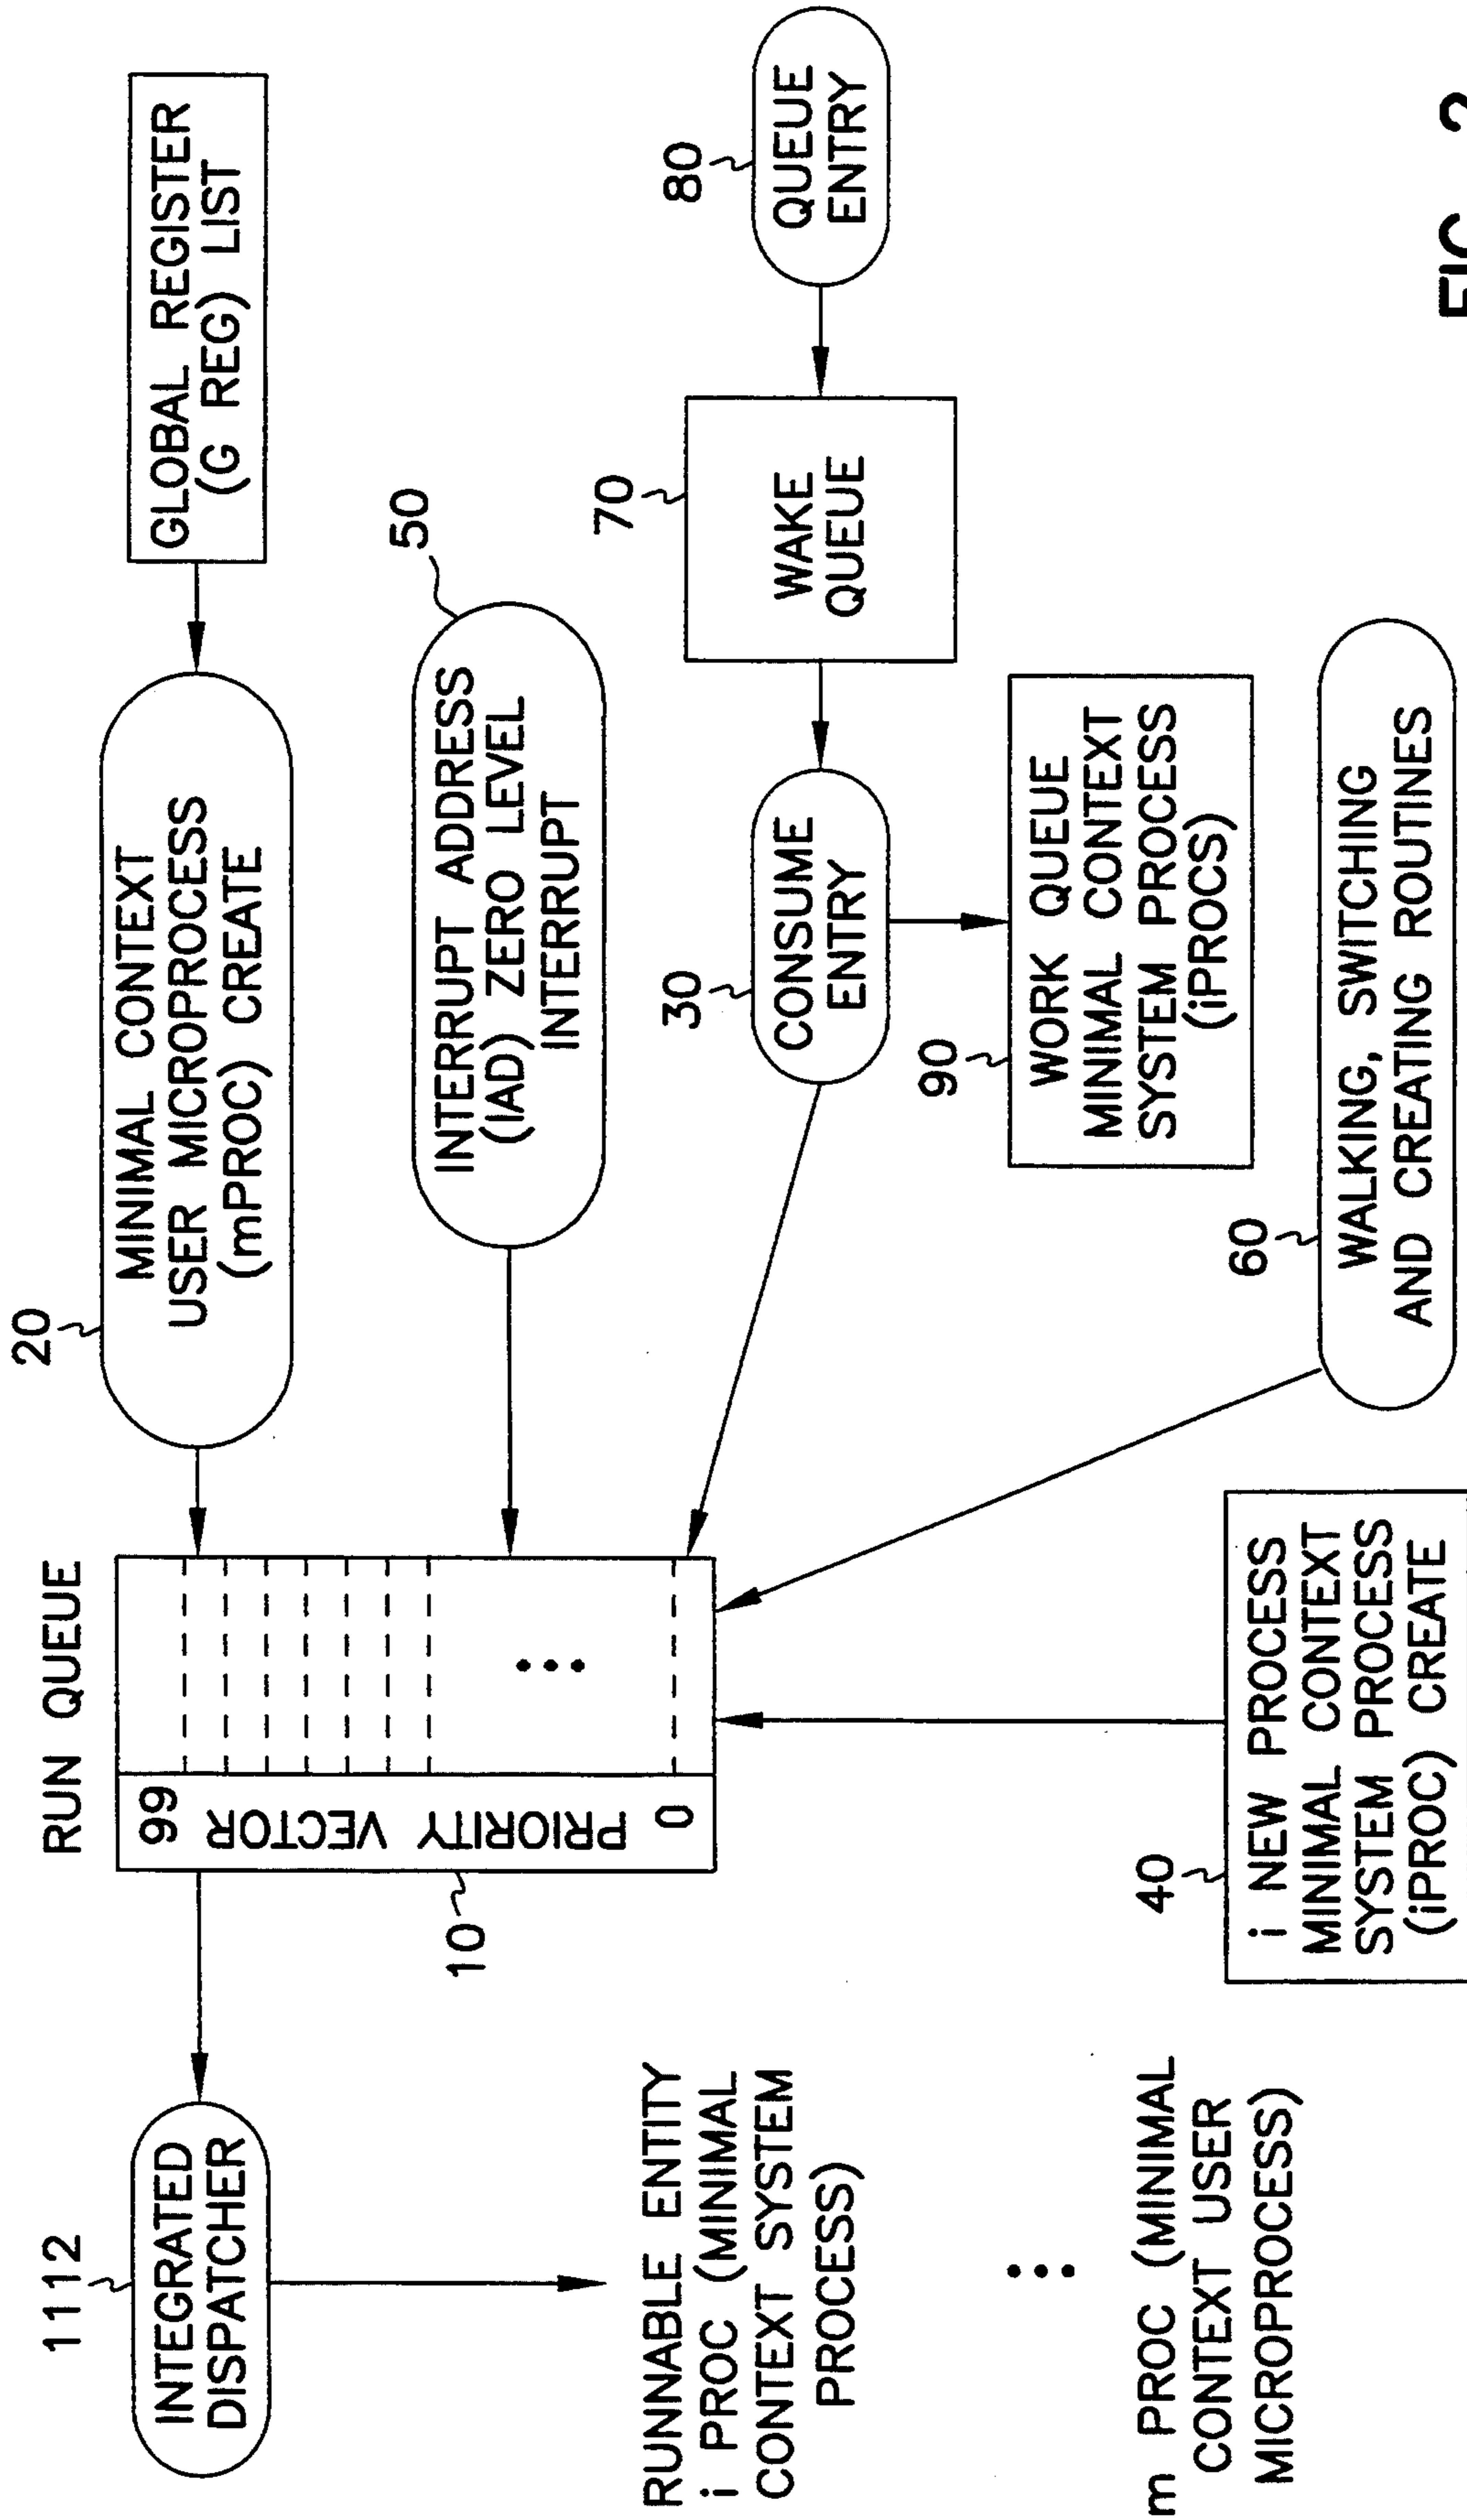 RUN QUEUE
1112
INTEGRATED
DISPATCHER
99
PRIORITY VECTOR
0
10
20
MINIMAL CONTEXT
USER MICROPROCESS
(mPROC) CREATE
GLOBAL REGISTER
(G REG) LIST
50
INTERRUPT ADDRESS
(IAD) ZERO LEVEL
INTERRUPT
RUNNABLE ENTITY
i PROC (MINIMAL
CONTEXT SYSTEM
PROCESS)
30
CONSUME
ENTRY
70
WAKE
QUEUE
80
QUEUE
ENTRY
90
WORK QUEUE
MINIMAL CONTEXT
SYSTEM PROCESS
(iPROCS)
m PROC (MINIMAL
CONTEXT USER
MICROPROCESS)
40
i NEW PROCESS
MINIMAL CONTEXT
SYSTEM PROCESS
(iPROC) CREATE
60
WALKING, SWITCHING
AND CREATING ROUTINES